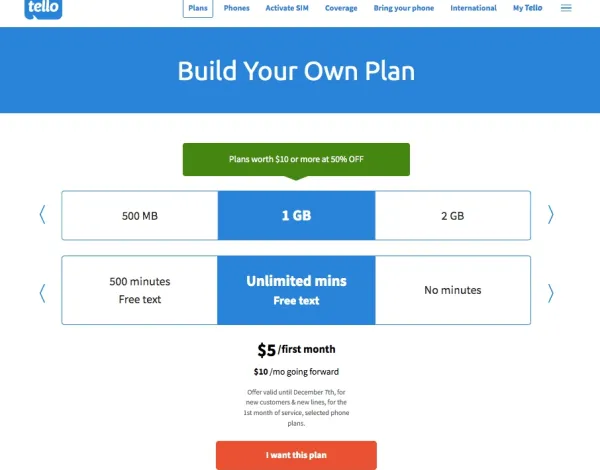 tello
Plans Phones Activate SIM Coverage Bring your phone International My Tello
Build Your Own Plan
Plans worth $10 or more at 50% OFF
500 MB 1 GB 2 GB
500 minutes
Free text
Unlimited mins
Free text
No minutes
$5 /first month
$10 /mo going forward
Offer valid until December 7th, for
new customers & new lines, for the
1st month of service, selected phone
plans.
I want this plan